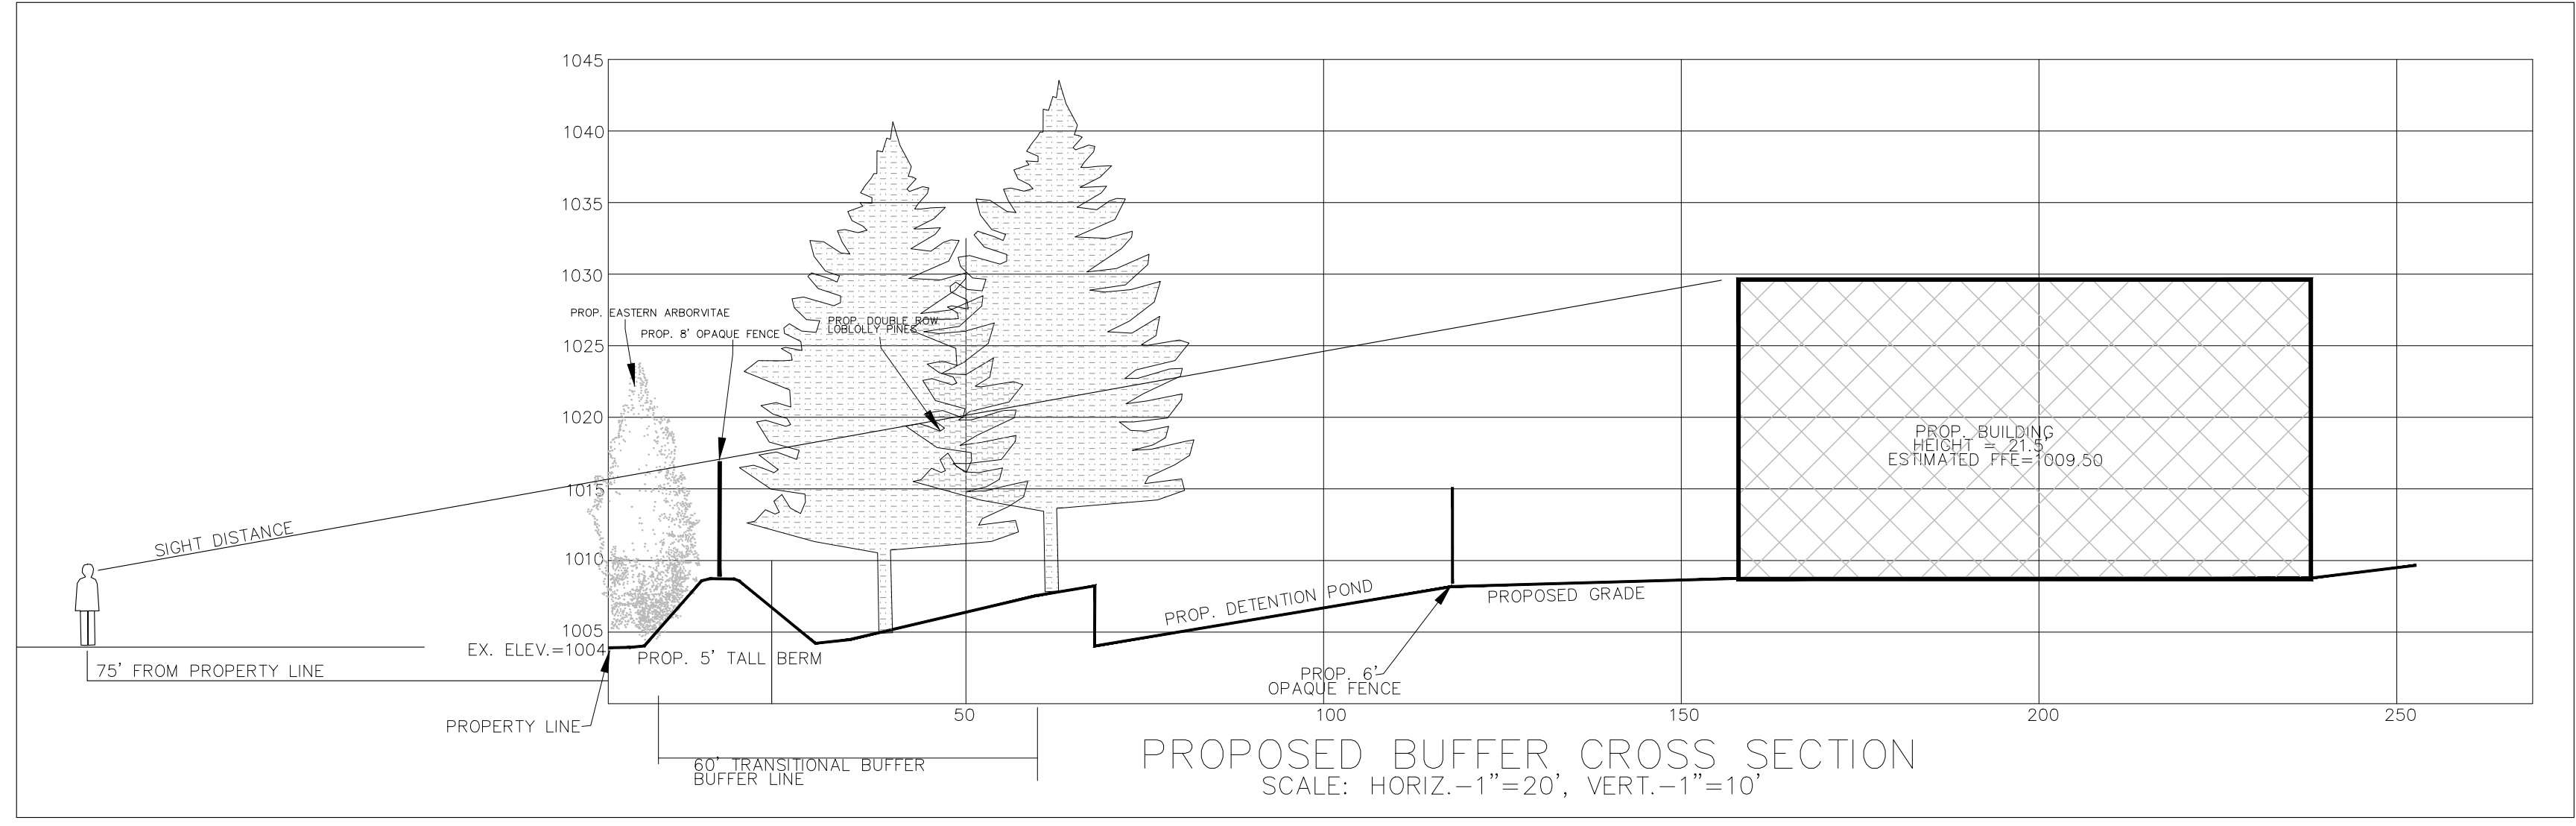 1045
1040
1035
1030
1025
1020
1015
1010
1005
PROP. EASTERN ARBORVITAE
PROP. 8' OPAQUE FENCE
PROP. DOUBLE ROW
LOBLOLLY PINES
SIGHT DISTANCE
75' FROM PROPERTY LINE
EX. ELEV.=1004
PROP. 5' TALL BERM
PROPERTY LINE
PROP. DETENTION POND
PROP. 6'
OPAQUE FENCE
PROPOSED GRADE
PROP. BUILDING
HEIGHT = 21.5'
ESTIMATED FFE=1009.50
50
100
150
200
250
60' TRANSITIONAL BUFFER
BUFFER LINE
PROPOSED BUFFER CROSS SECTION
SCALE: HORIZ.-1"=20', VERT.-1"=10'